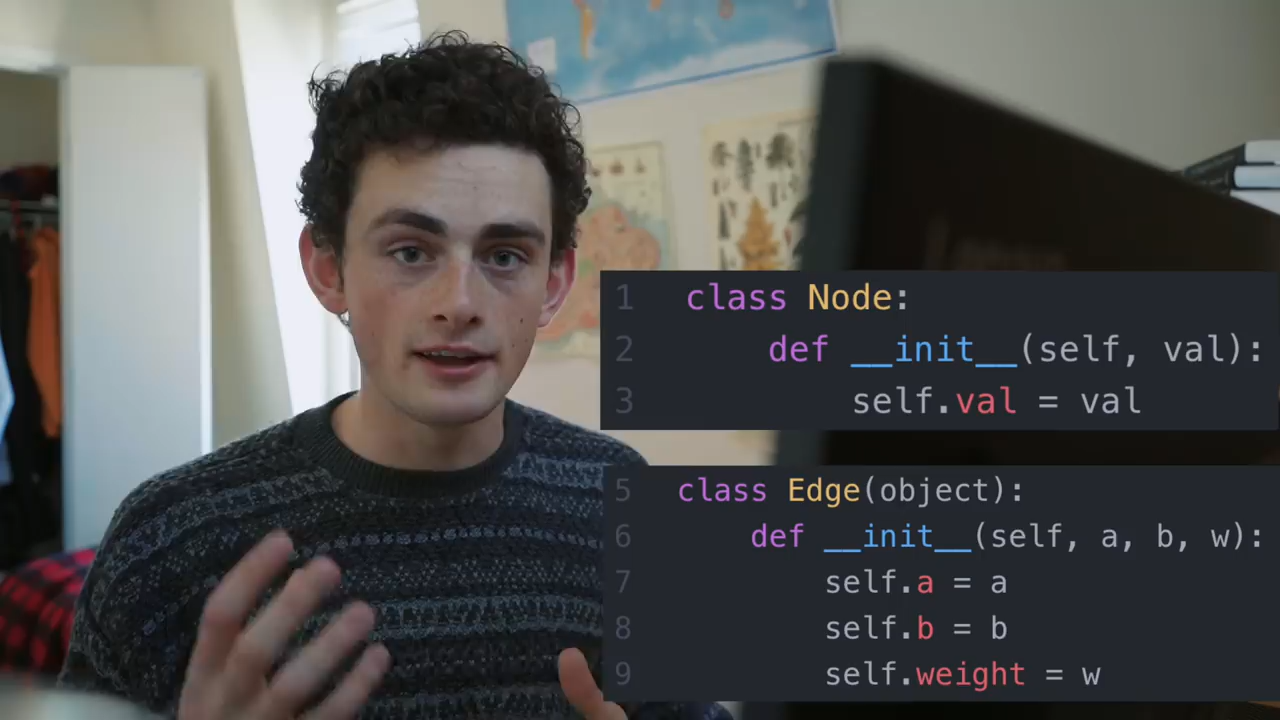 1 class Node:
2 def __init__(self, val):
3 self.val = val
5 class Edge(object):
6 def __init__(self, a, b, w):
7 self.a = a
8 self.b = b
9 self.weight = w